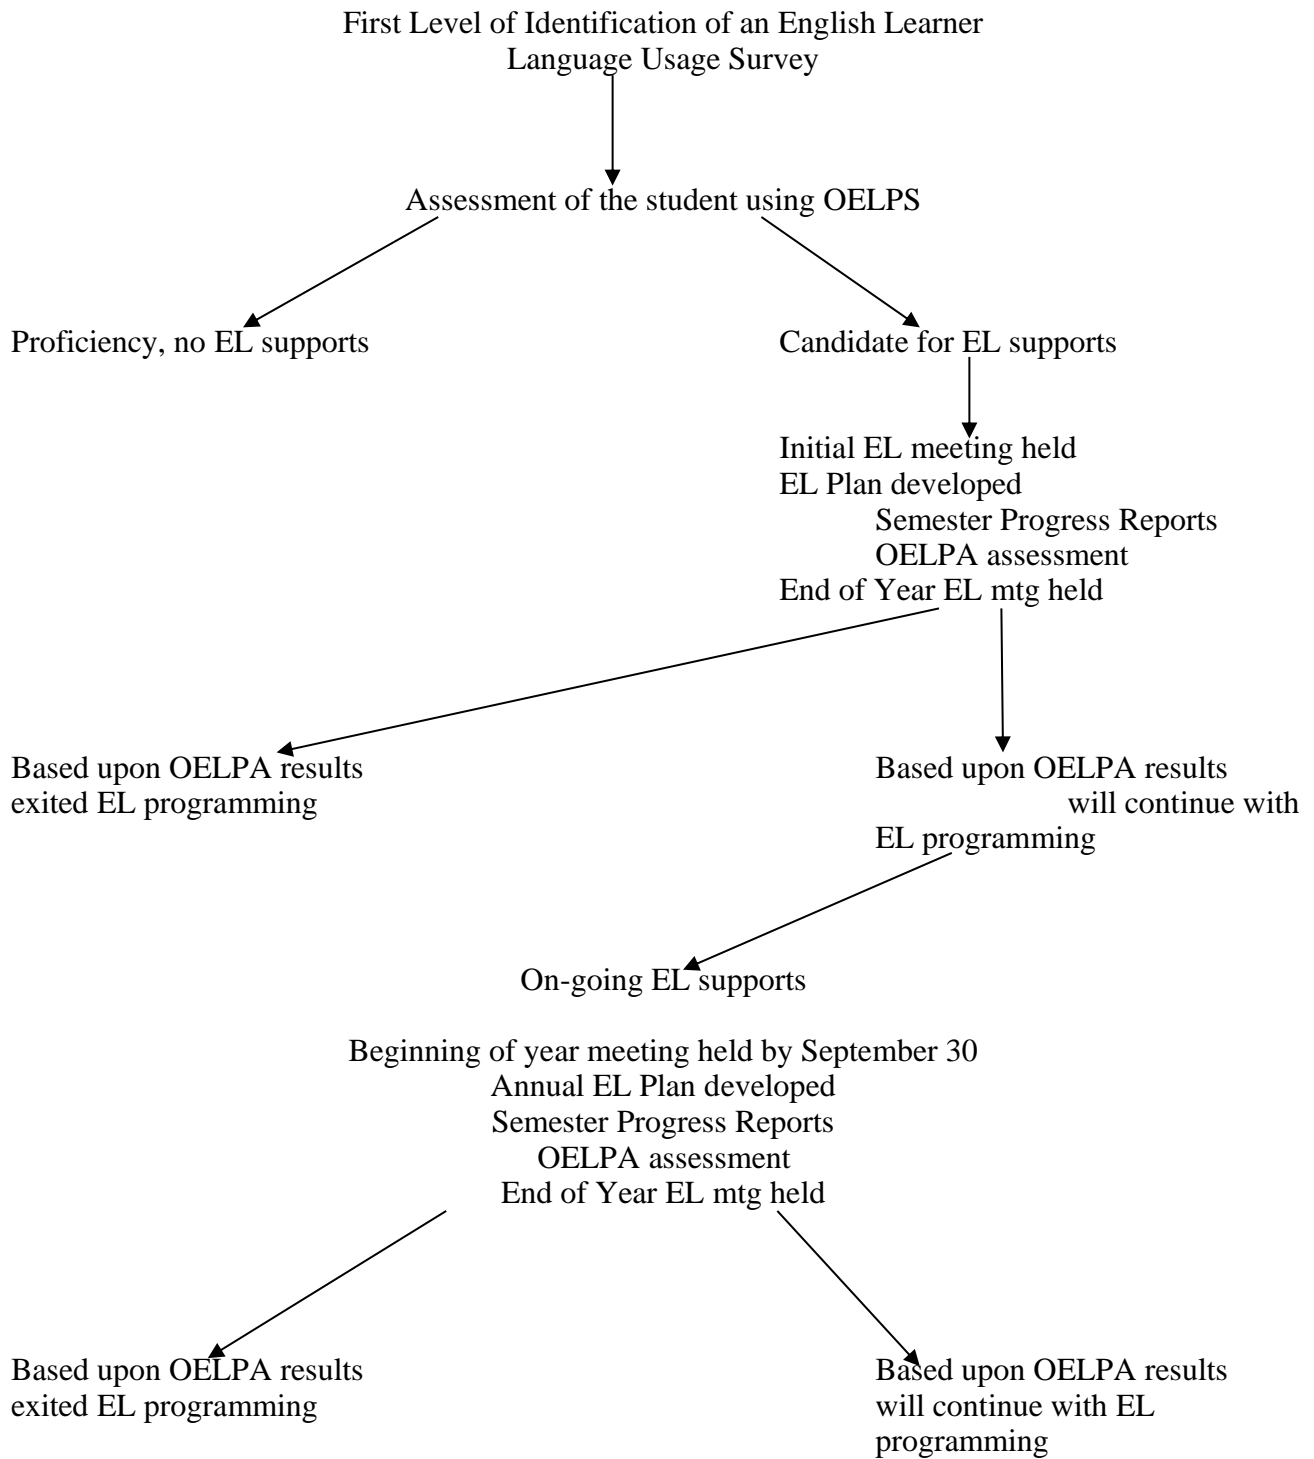 First Level of Identification of an English Learner
Language Usage Survey
Assessment of the student using OELPS
Proficiency, no EL supports
Candidate for EL supports
Initial EL meeting held
EL Plan developed
Semester Progress Reports
OELPA assessment
End of Year EL mtg held
Based upon OELPA results
exited EL programming
Based upon OELPA results
will continue with
EL programming
On-going EL supports
Beginning of year meeting held by September 30
Annual EL Plan developed
Semester Progress Reports
OELPA assessment
End of Year EL mtg held
Based upon OELPA results
exited EL programming
Based upon OELPA results
will continue with EL
programming